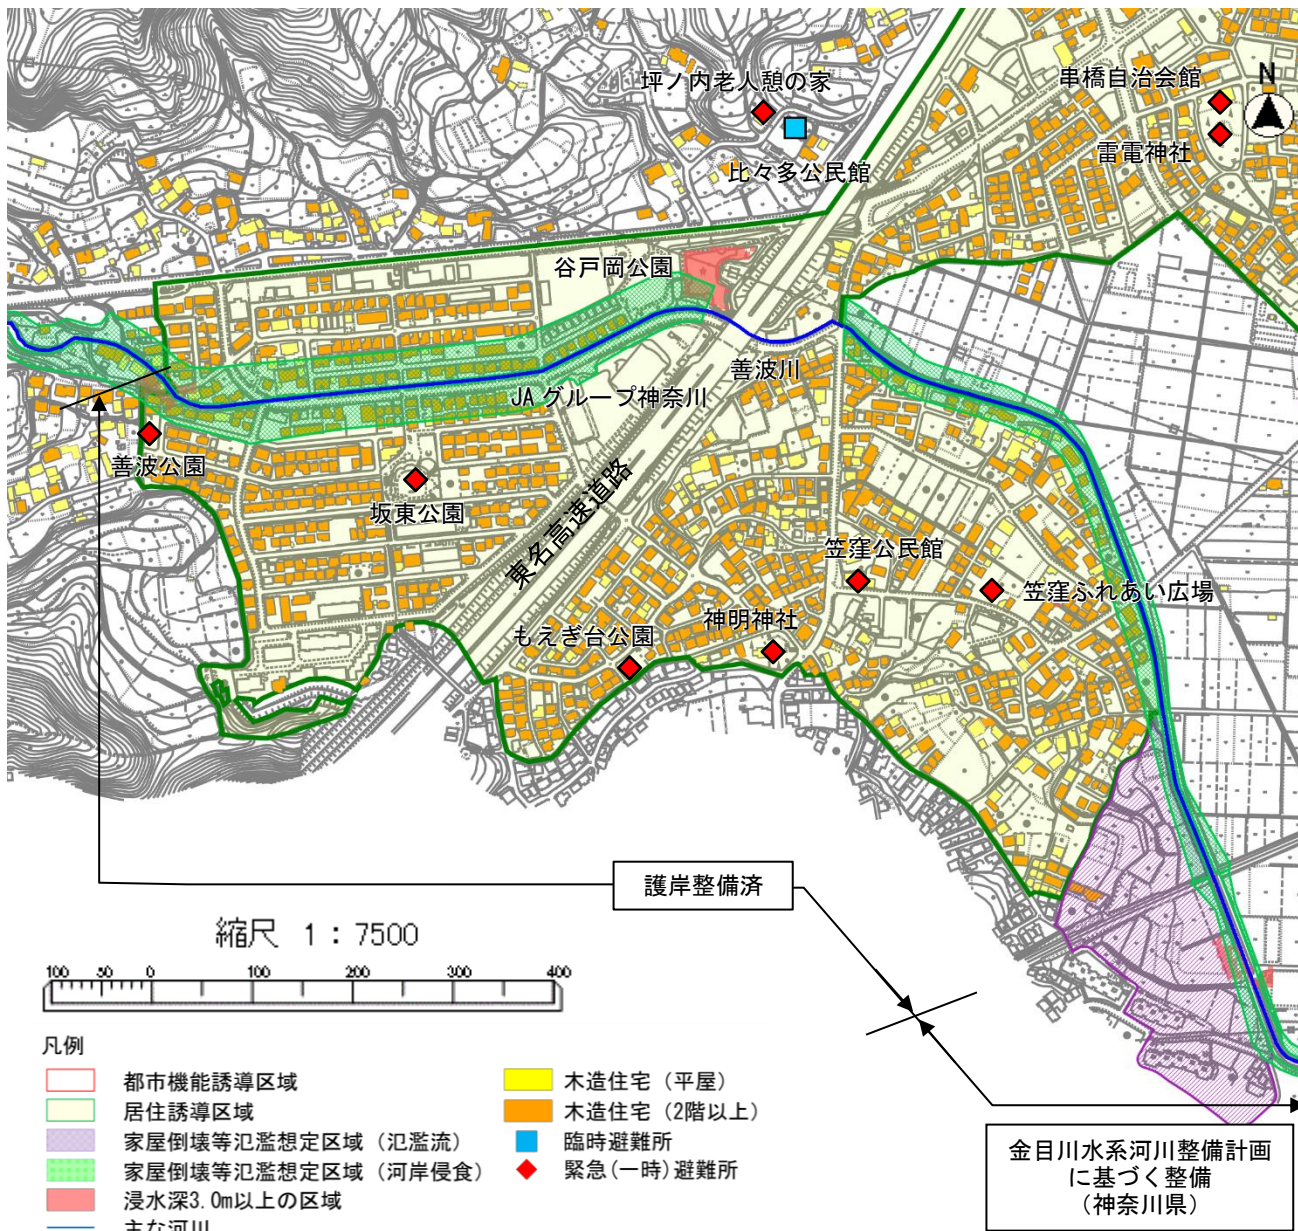 坪ノ内老人憩の家
串橋自治会館
N
雷電神社
比々多公民館
谷戸岡公園
善波川
JAグループ神奈川
善波公園
坂東公園
東名高速道路
笠窪公民館
笠窪ふれあい広場
神明神社
もえぎ台公園
護岸整備済
縮尺 1:7500
100 50 0 100 200 300 400
凡例
都市機能誘導区域
居住誘導区域
家屋倒壊等氾濫想定区域（氾濫流）
家屋倒壊等氾濫想定区域（河岸侵食）
浸水深3.0m以上の区域
主な河川
木造住宅（平屋）
木造住宅（2階以上）
臨時避難所
緊急(一時)避難所
金目川水系河川整備計画
に基づく整備
（神奈川県）